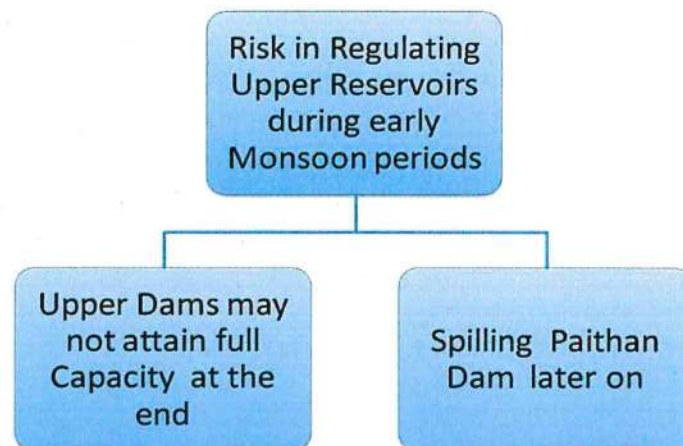 Risk in Regulating
Upper Reservoirs
during early
Monsoon periods
Upper Dams may
not attain full
Capacity at the
end
Spilling Paithan
Dam later on